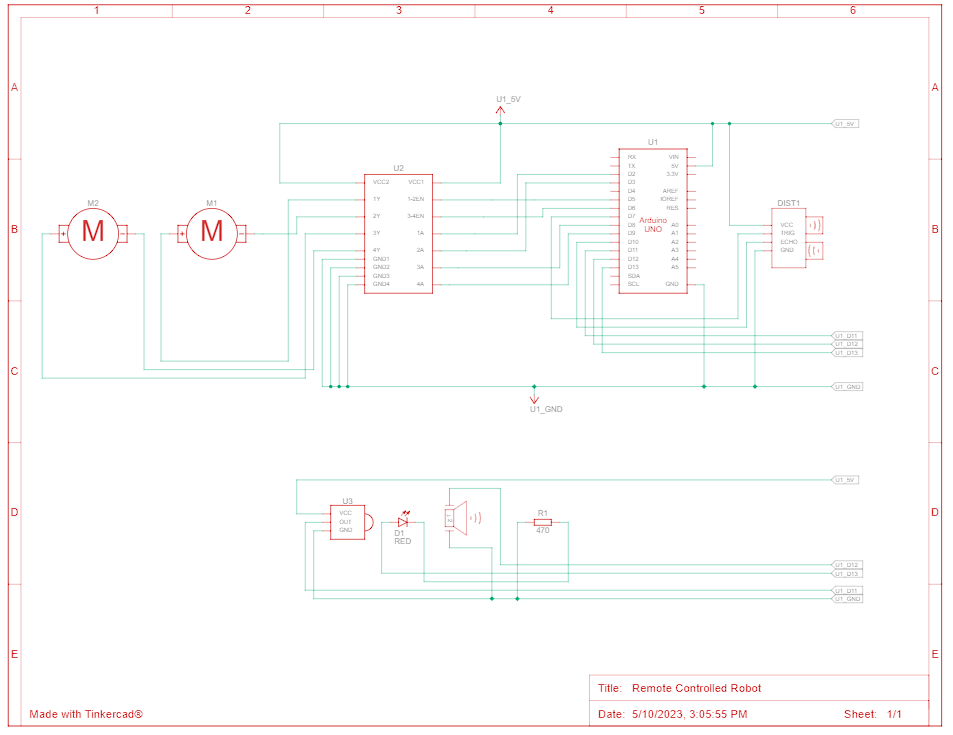 1 2 3 4 5 6
A A
U1_5V
U1_5V
U1
U2
RX VIN
TX 5V
D2 3.3V
D3
D4 AREF
D5 IOREF
D6 RES
D7
D8 A0
D9 A1
D10 A2
D11 A3
D12 A4
D13 A5
SDA
SCL GND
Arduino
UNO
VCC2 VCC1
1Y 1-2EN
2Y 3-4EN
3Y 1A
4Y 2A
GND1
GND2 3A
GND3
GND4 4A
B B
M2 M1
M M
+ - + -
DIST1
VCC
TRIG
ECHO
GND
U1_D11
U1_D12
U1_D13
C C
U1_GND
U1_GND
U1_5V
D D
U3
VCC
OUT
GND
D1
RED
R1
470
U1_D12
U1_D13
U1_D11
U1_GND
E E
Title: Remote Controlled Robot
Made with Tinkercad®
Date: 5/10/2023, 3:05:55 PM Sheet: 1/1